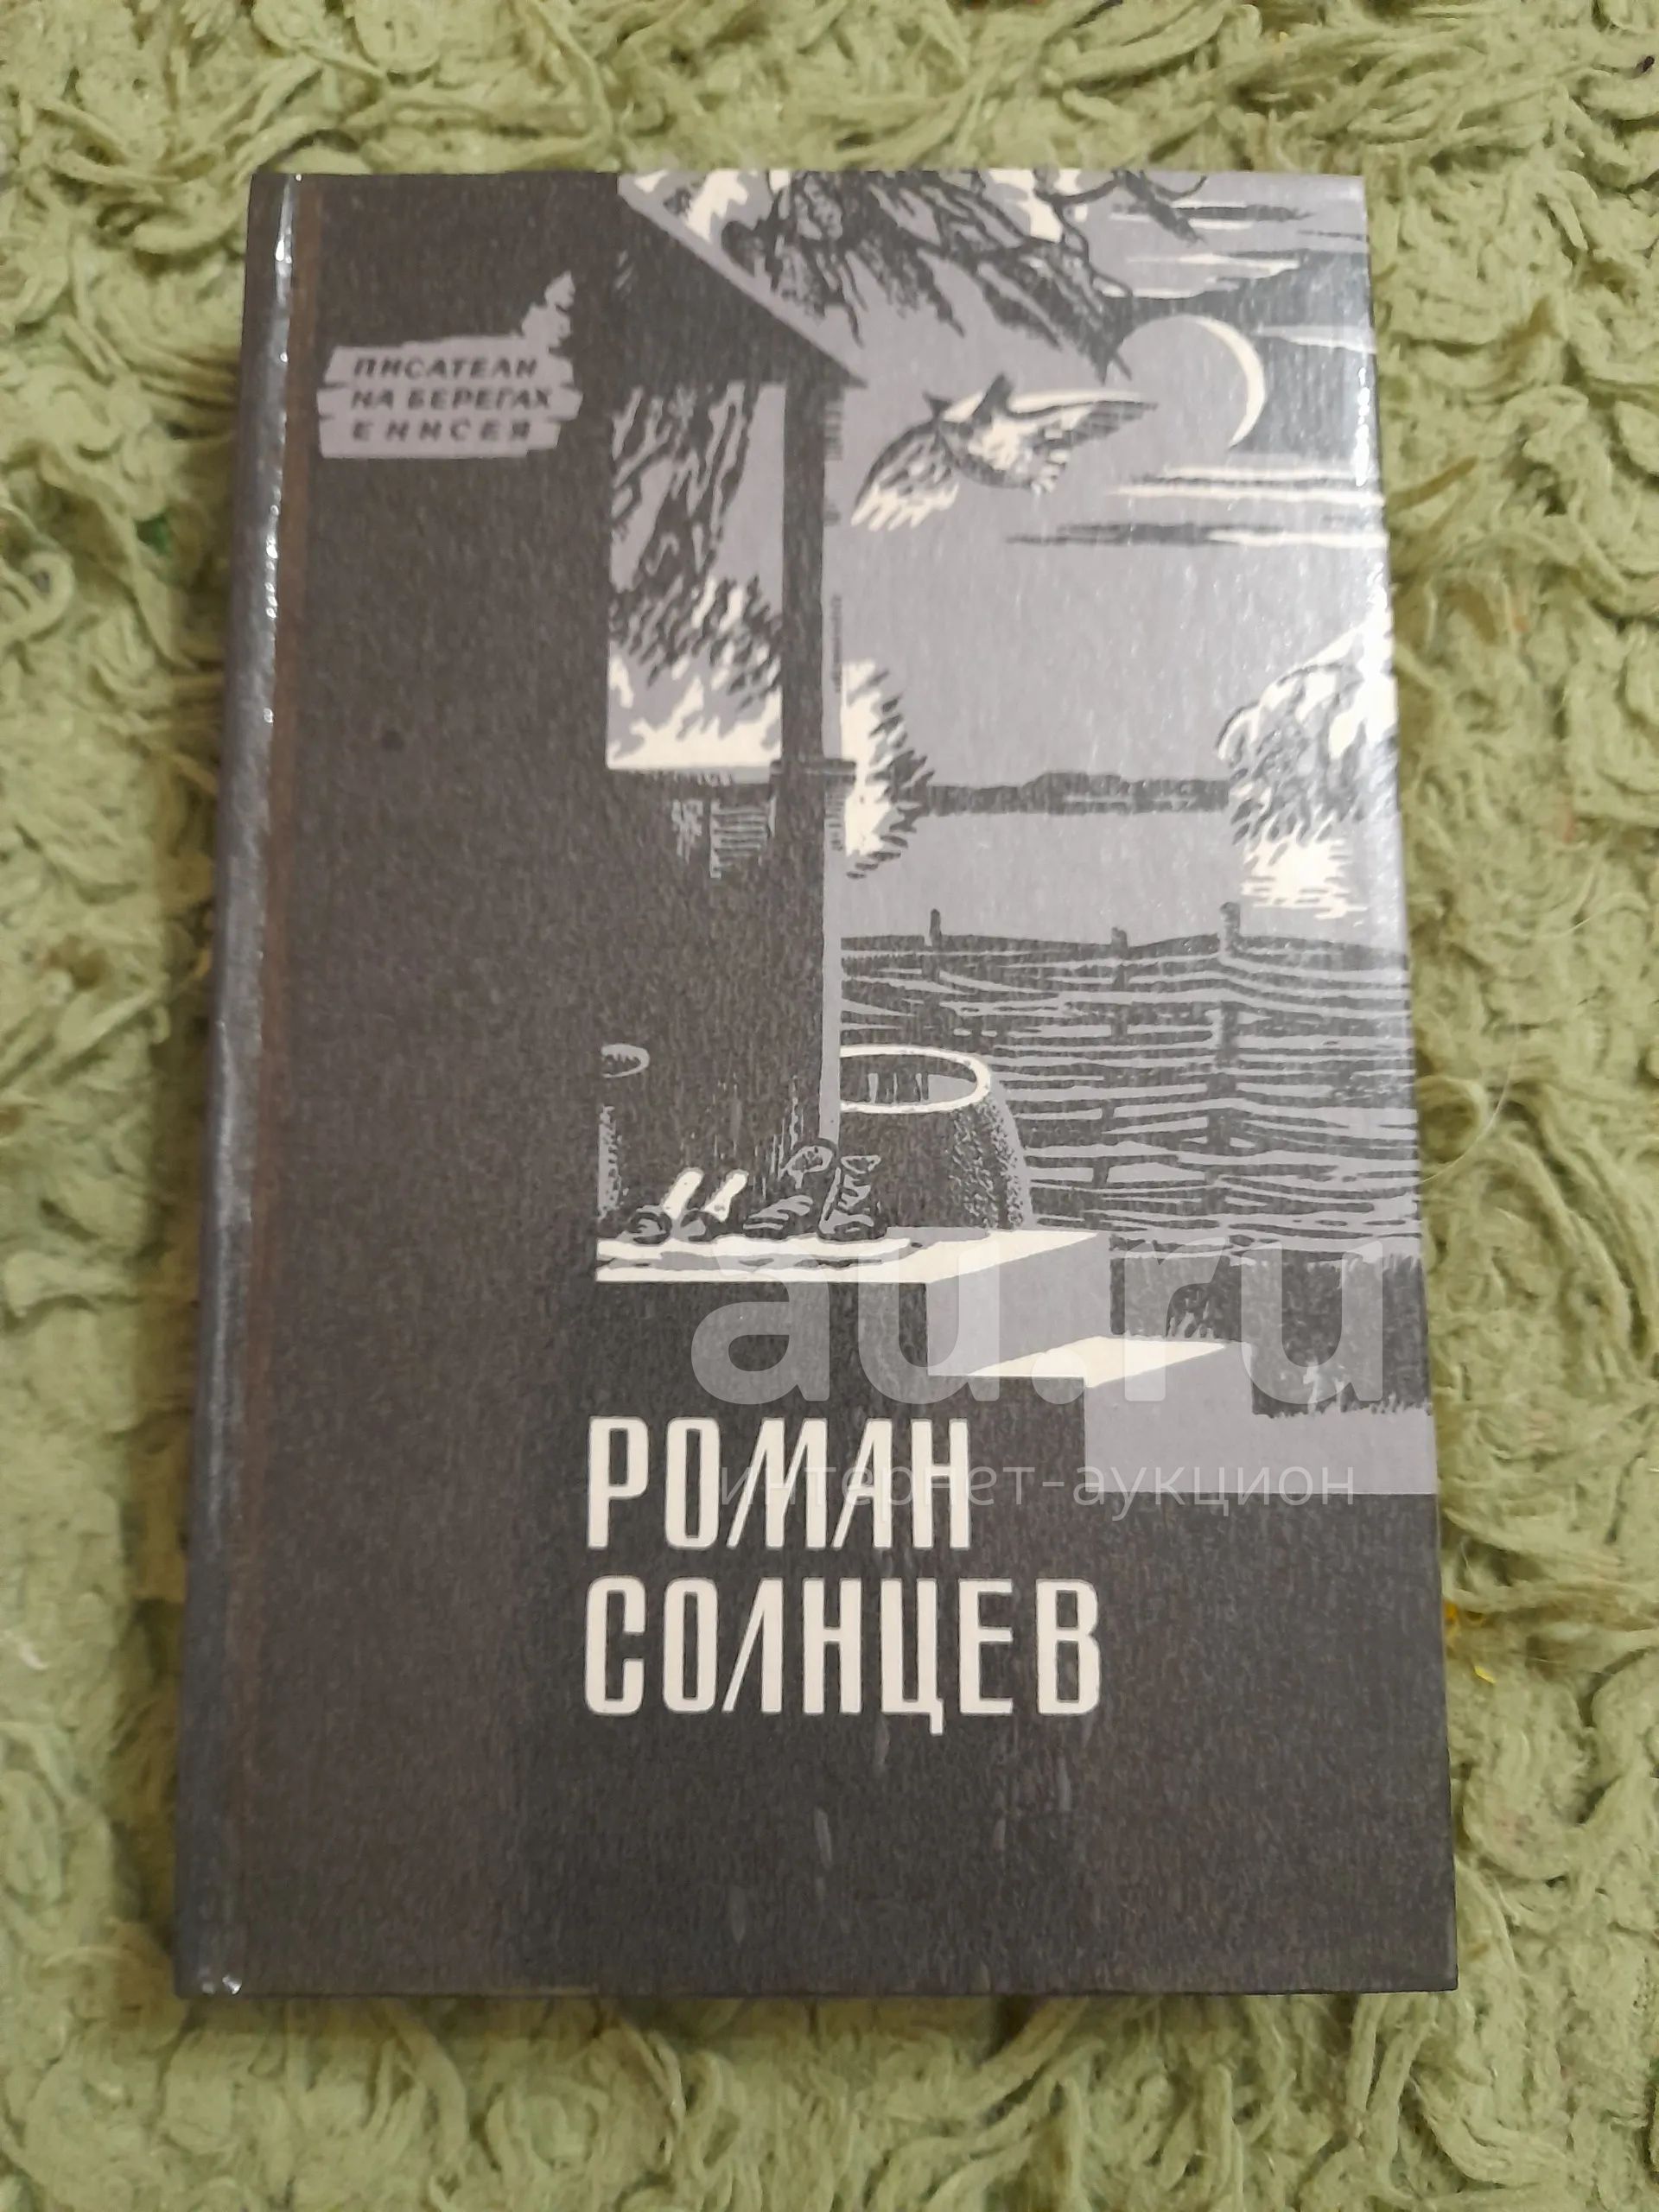 ПИСАТЕЛИ
НА БЕРЕГАХ
ЕНИСЕЯ
au.ru
интернет-аукцион
РОМАН
СОЛНЦЕВ